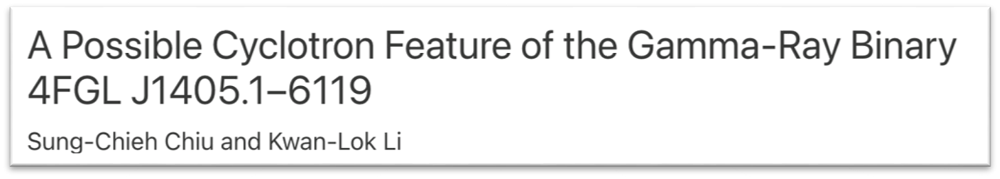 A Possible Cyclotron Feature of the Gamma-Ray Binary
4FGL J1405.1–6119
Sung-Chieh Chiu and Kwan-Lok Li